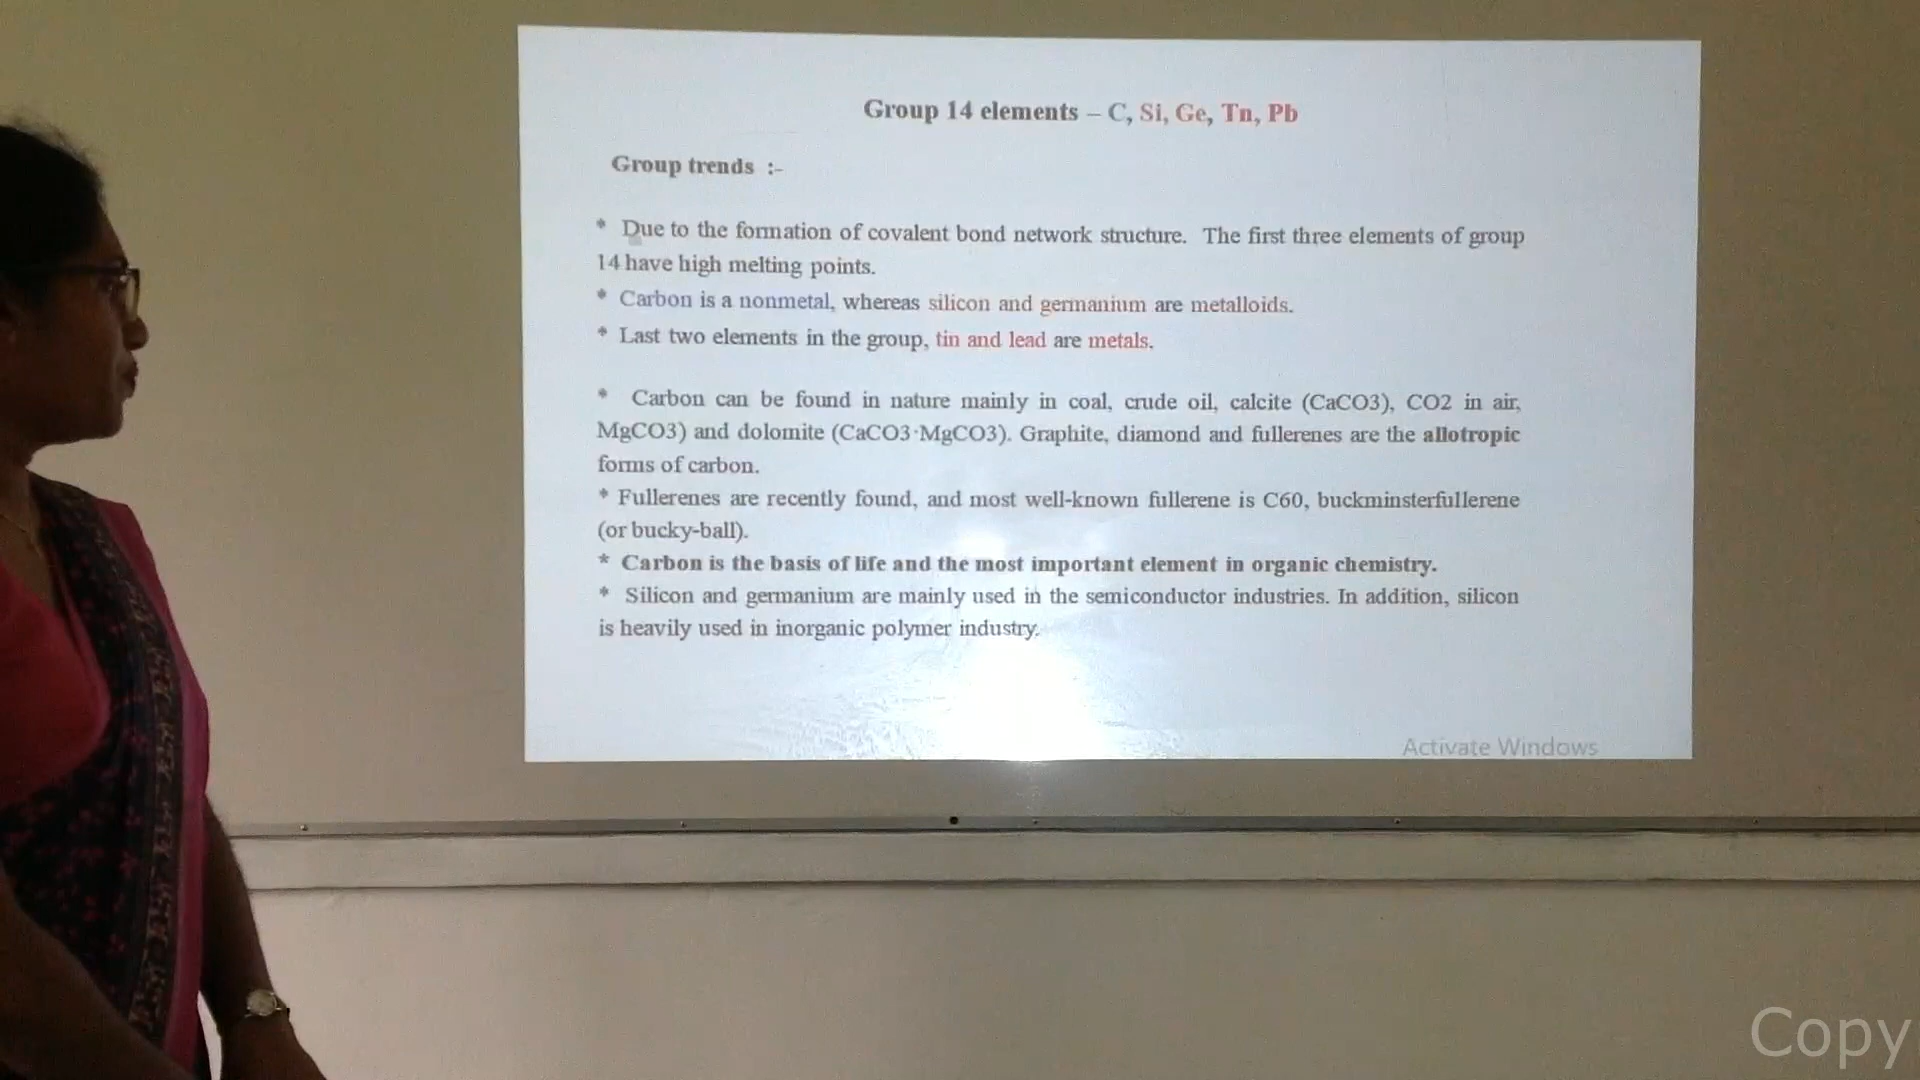 Group 14 elements – C, Si, Ge, Tn, Pb
Group trends :-
* Due to the formation of covalent bond network structure. The first three elements of group
14 have high melting points.
* Carbon is a nonmetal, whereas silicon and germanium are metalloids.
* Last two elements in the group, tin and lead are metals.
* Carbon can be found in nature mainly in coal, crude oil, calcite (CaCO3), CO2 in air,
MgCO3) and dolomite (CaCO3·MgCO3). Graphite, diamond and fullerenes are the allotropic
forms of carbon.
* Fullerenes are recently found, and most well-known fullerene is C60, buckminsterfullerene
(or bucky-ball).
* Carbon is the basis of life and the most important element in organic chemistry.
* Silicon and germanium are mainly used in the semiconductor industries. In addition, silicon
is heavily used in inorganic polymer industry.
Activate Windows
Copy